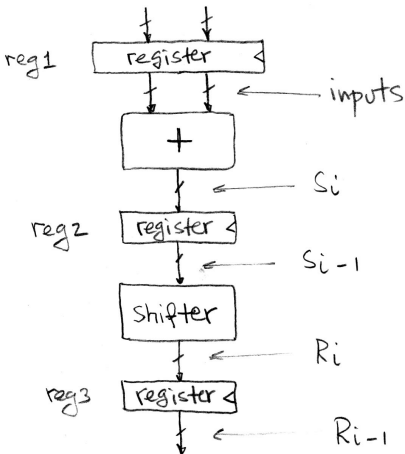 reg1
register
inputs
+
Si
reg2
register
Si-1
Shifter
Ri
reg3
register
Ri-1